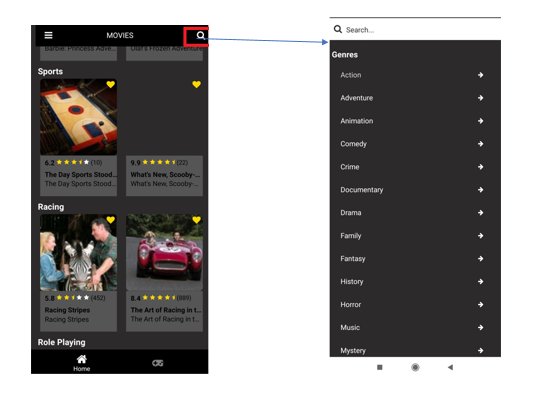 MOVIES
Barbie: Princess Adve...
Olaf's Frozen Adventure
Sports
6.2 (10)
The Day Sports Stood...
The Day Sports Stood...
9.9 (22)
What's New, Scooby-...
What's New, Scooby-...
Racing
5.8 (452)
Racing Stripes
Racing Stripes
8.4 (889)
The Art of Racing in t...
The Art of Racing in t...
Role Playing
Home
Search...
Genres
Action
Adventure
Animation
Comedy
Crime
Documentary
Drama
Family
Fantasy
History
Horror
Music
Mystery